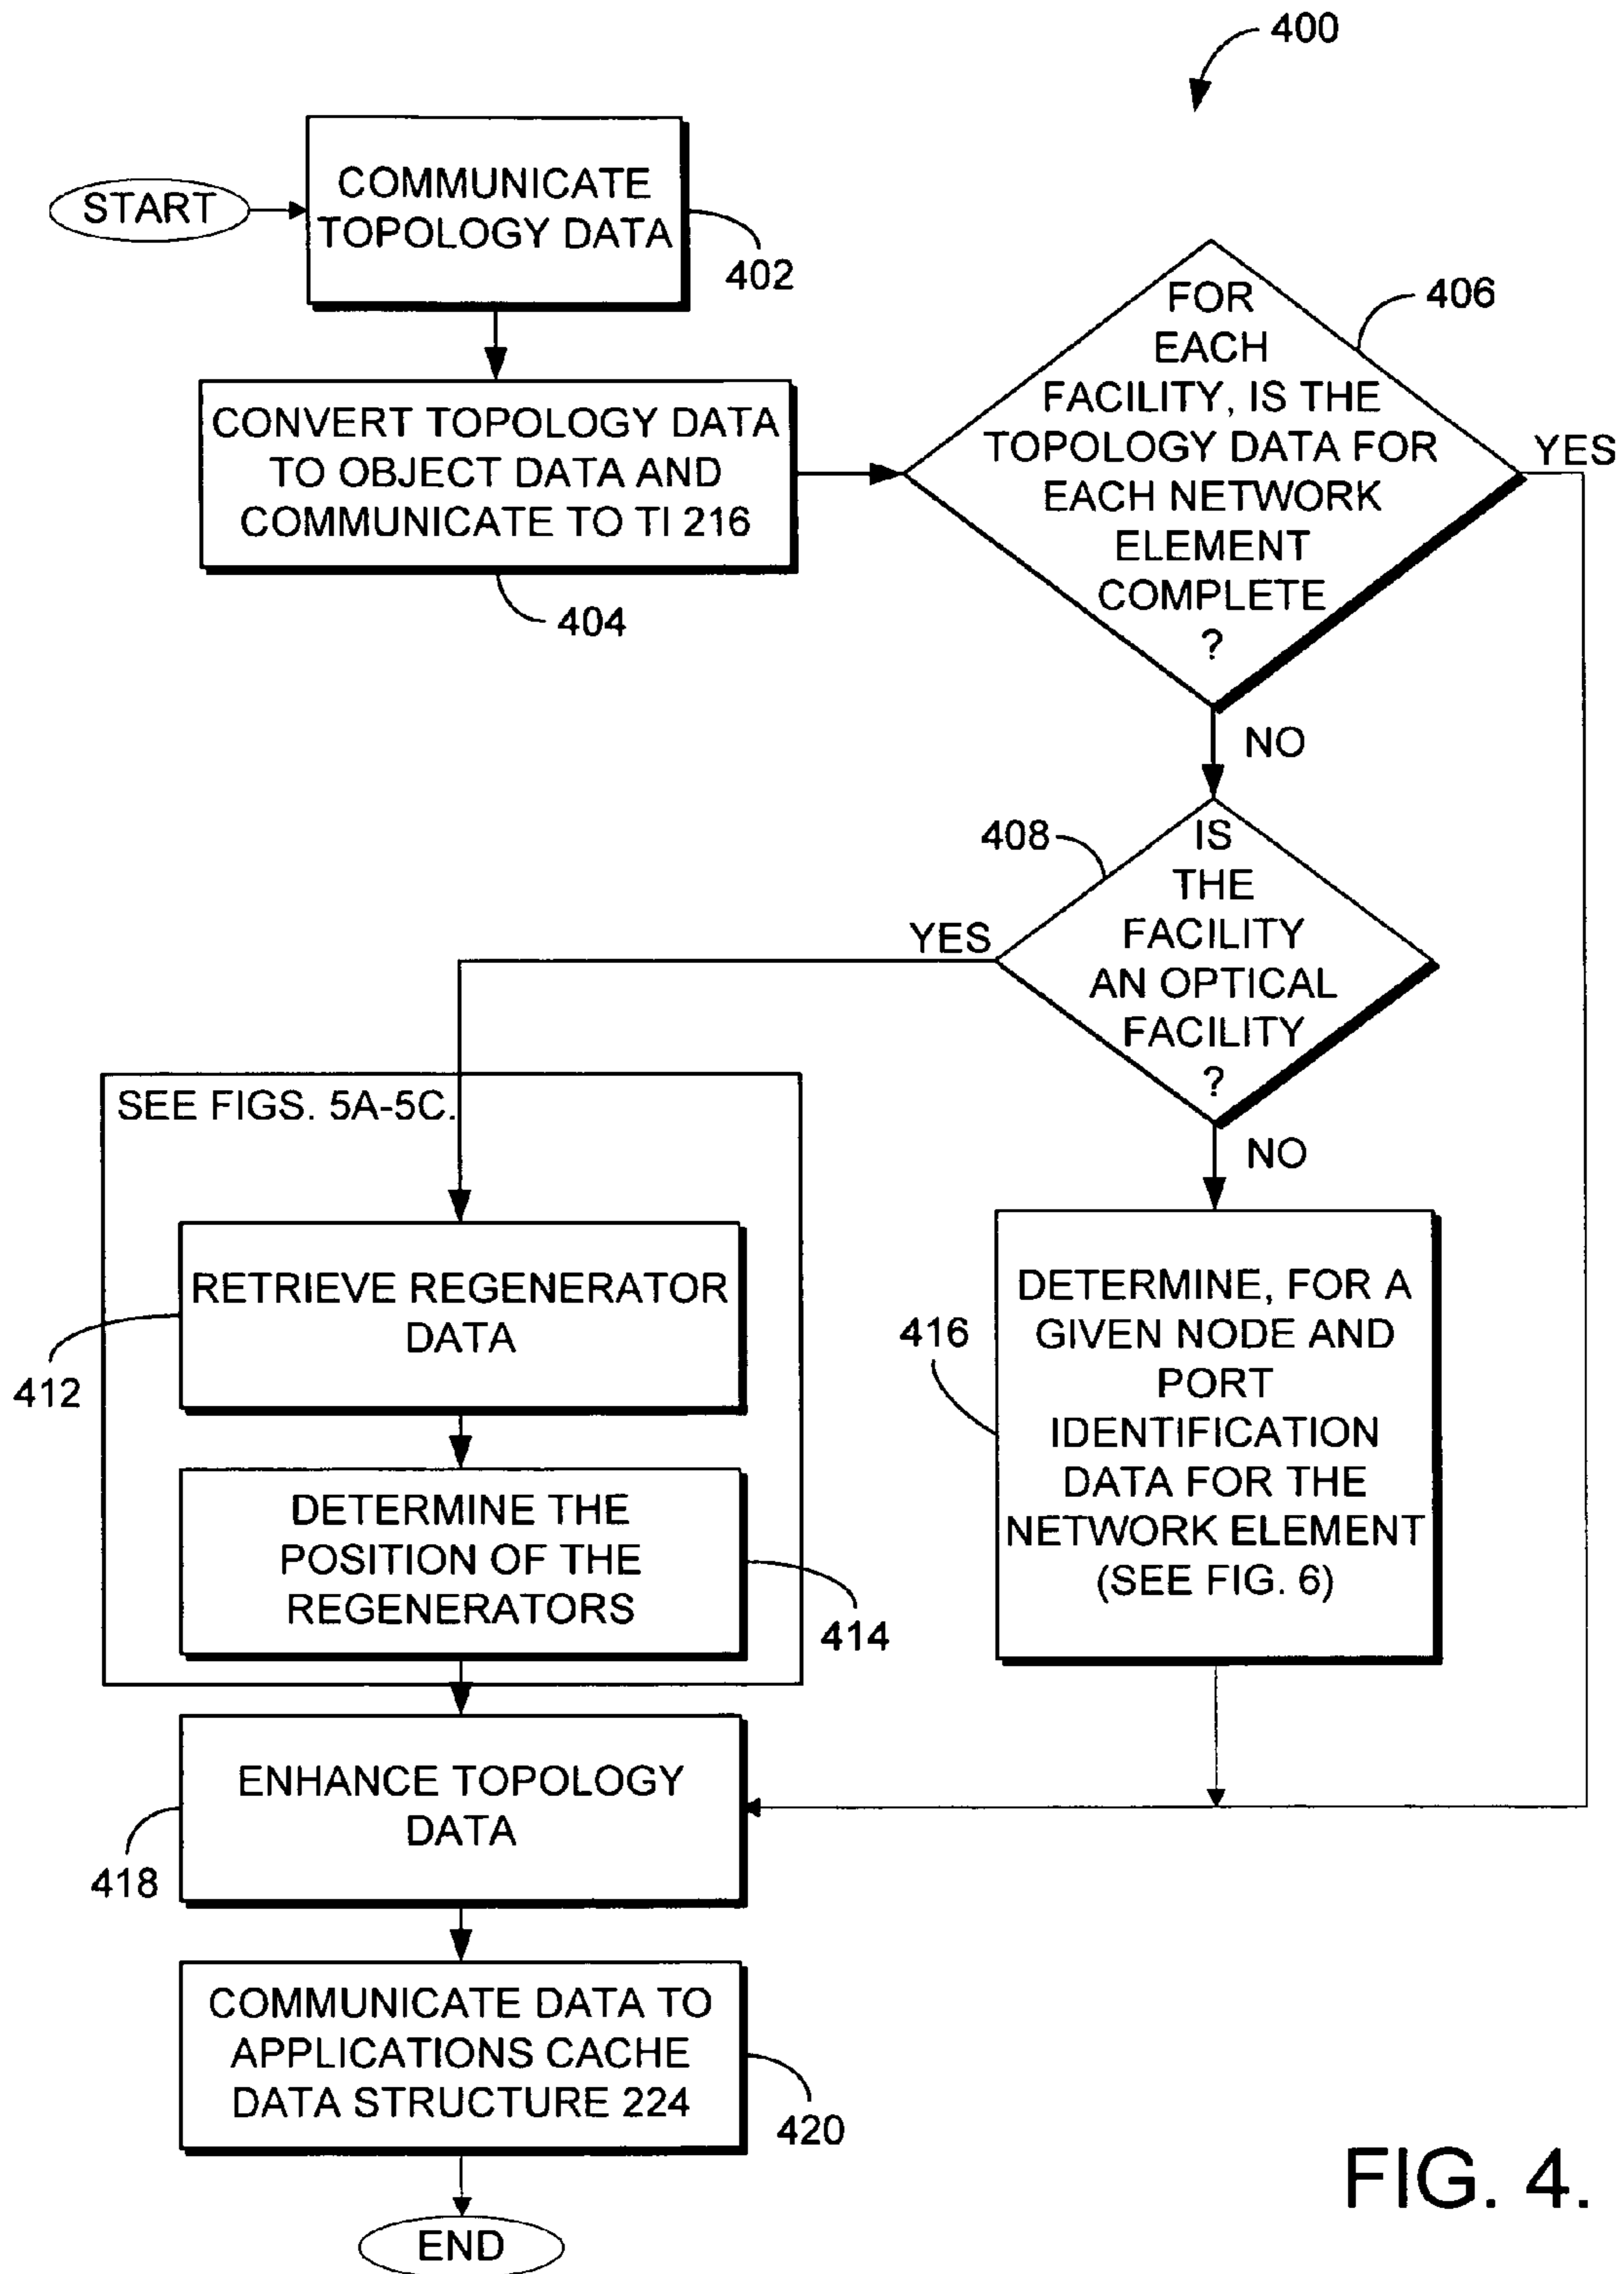 400
START
COMMUNICATE
TOPOLOGY DATA
402
CONVERT TOPOLOGY DATA
TO OBJECT DATA AND
COMMUNICATE TO TI 216
404
FOR
EACH
FACILITY, IS THE
TOPOLOGY DATA FOR
EACH NETWORK
ELEMENT
COMPLETE
?
406
YES
NO
408
IS
THE
FACILITY
AN OPTICAL
FACILITY
?
YES
NO
SEE FIGS. 5A-5C.
RETRIEVE REGENERATOR
DATA
412
DETERMINE THE
POSITION OF THE
REGENERATORS
414
416
DETERMINE, FOR A
GIVEN NODE AND
PORT
IDENTIFICATION
DATA FOR THE
NETWORK ELEMENT
(SEE FIG. 6)
ENHANCE TOPOLOGY
DATA
418
COMMUNICATE DATA TO
APPLICATIONS CACHE
DATA STRUCTURE 224
420
END
FIG. 4.